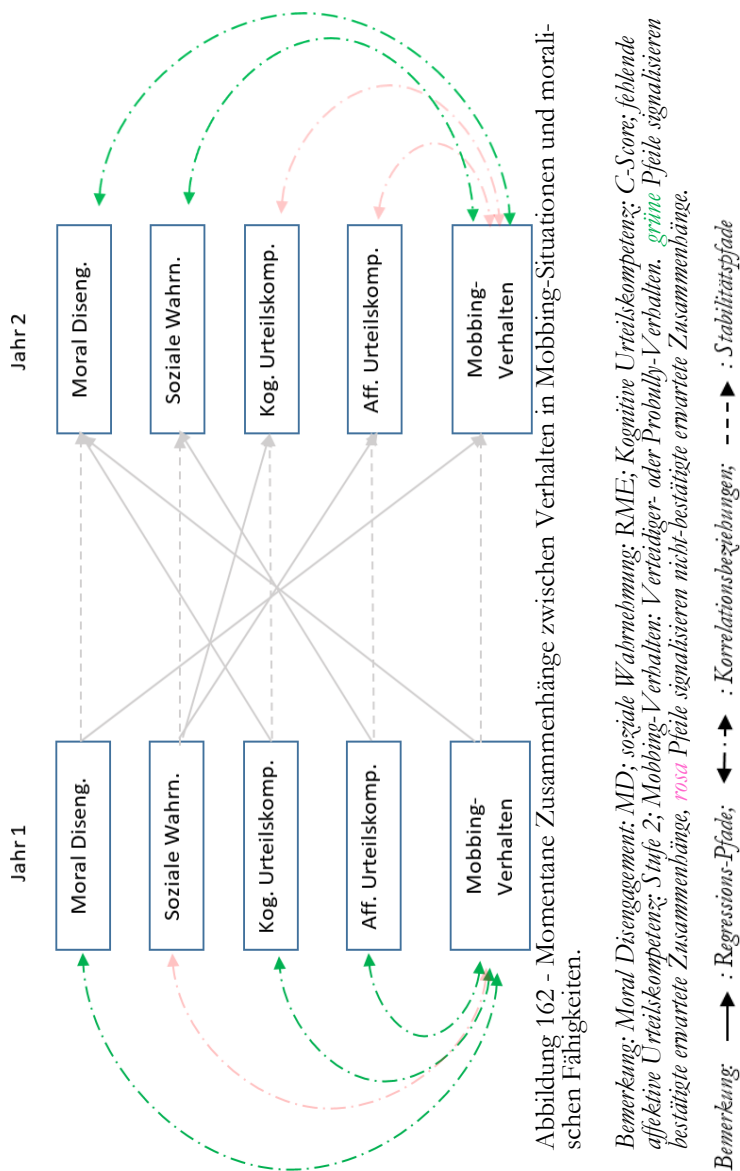 Jahr 1
Jahr 2
Moral Diseng.
Moral Diseng.
Soziale Wahrn.
Soziale Wahrn.
Kog. Urteilskomp.
Kog. Urteilskomp.
Aff. Urteilskomp.
Aff. Urteilskomp.
Mobbing-
Verhalten
Mobbing-
Verhalten
Abbildung 162 - Momentane Zusammenhänge zwischen Verhalten in Mobbing-Situationen und morali-
schen Fähigkeiten.
Bemerkung: Moral Disengagement: MD; soziale Wahrnehmung: RME; Kognitive Urteilskompetenz: C-Score; fehlende
affektive Urteilskompetenz: Stufe 2; Mobbing-Verhalten: Verteidiger- oder Probully-Verhalten. grüne Pfeile signalisieren
bestätigte erwartete Zusammenhänge, rosa Pfeile signalisieren nicht-bestätigte erwartete Zusammenhänge.
Bemerkung: : Regressions-Pfade; : Korrelationsbeziehungen; : Stabilitätspfade